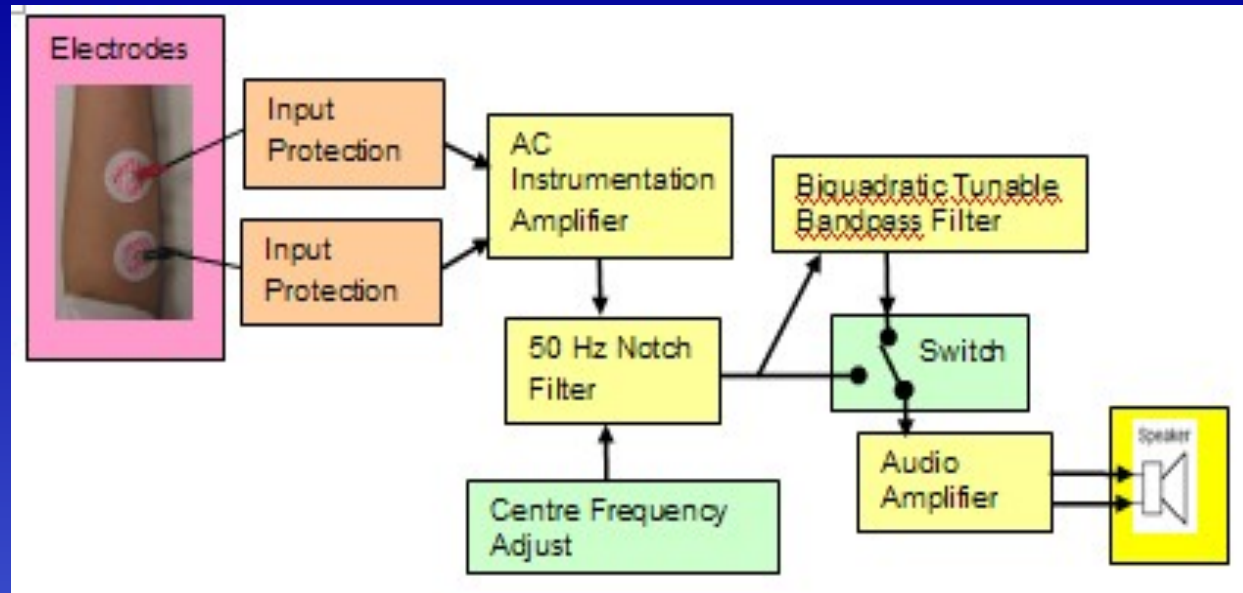 Electrodes
Input
Protection
Input
Protection
AC
Instrumentation
Amplifier
Biquadratic Tunable
Bandpass Filter
50 Hz Notch
Filter
Switch
Centre Frequency
Adjust
Audio
Amplifier
Speaker